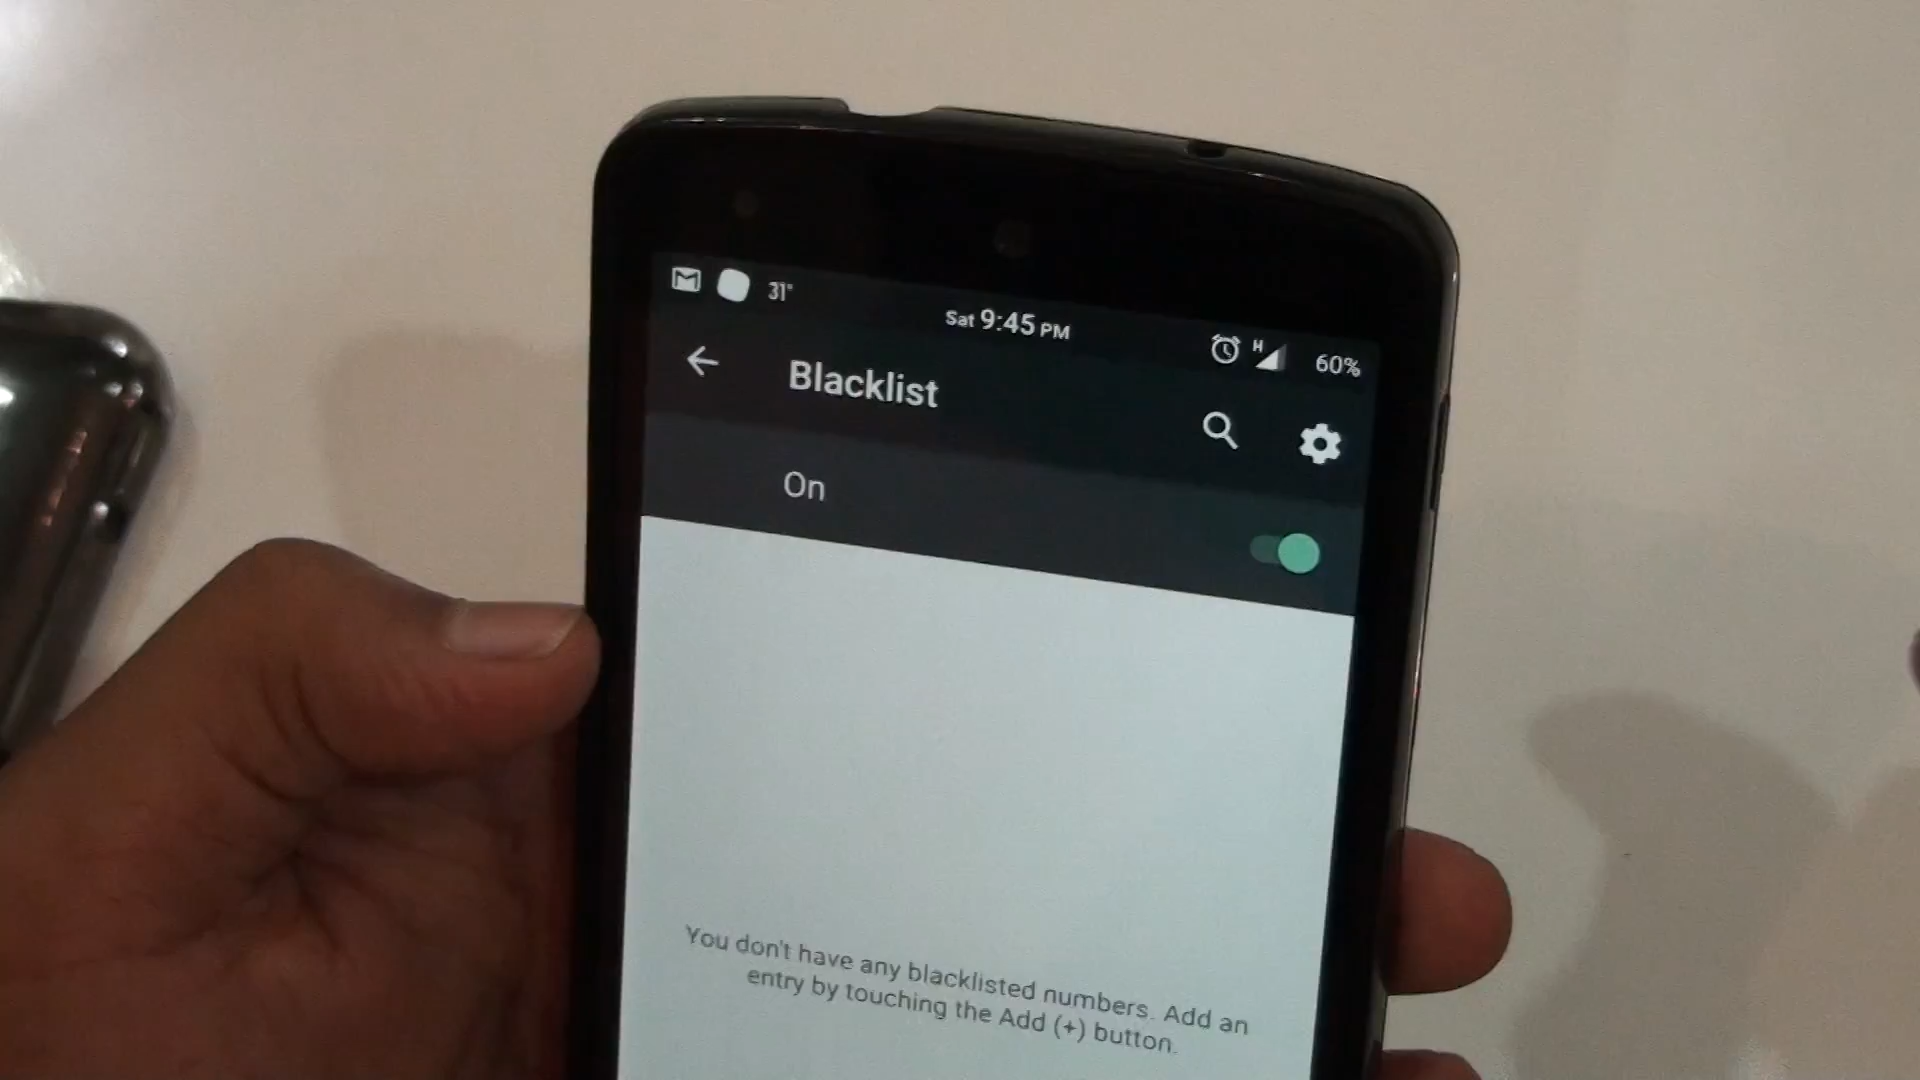 31°
Sat 9:45 PM
H
60%
Blacklist
On
You don't have any blacklisted numbers. Add an
entry by touching the Add (+) button.